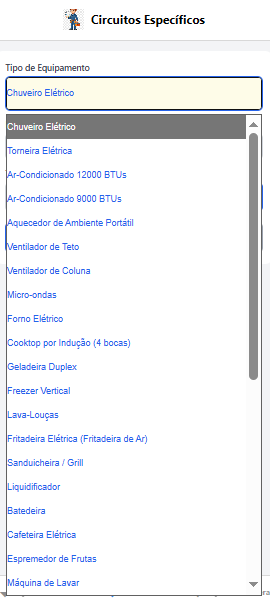 Circuitos Específicos
Tipo de Equipamento
Chuveiro Elétrico
Chuveiro Elétrico
Torneira Elétrica
Ar-Condicionado 12000 BTUs
Ar-Condicionado 9000 BTUs
Aquecedor de Ambiente Portátil
Ventilador de Teto
Ventilador de Coluna
Micro-ondas
Forno Elétrico
Cooktop por Indução (4 bocas)
Geladeira Duplex
Freezer Vertical
Lava-Louças
Fritadeira Elétrica (Fritadeira de Ar)
Sanduicheira / Grill
Liquidificador
Batedeira
Cafeteira Elétrica
Espremedor de Frutas
Máquina de Lavar